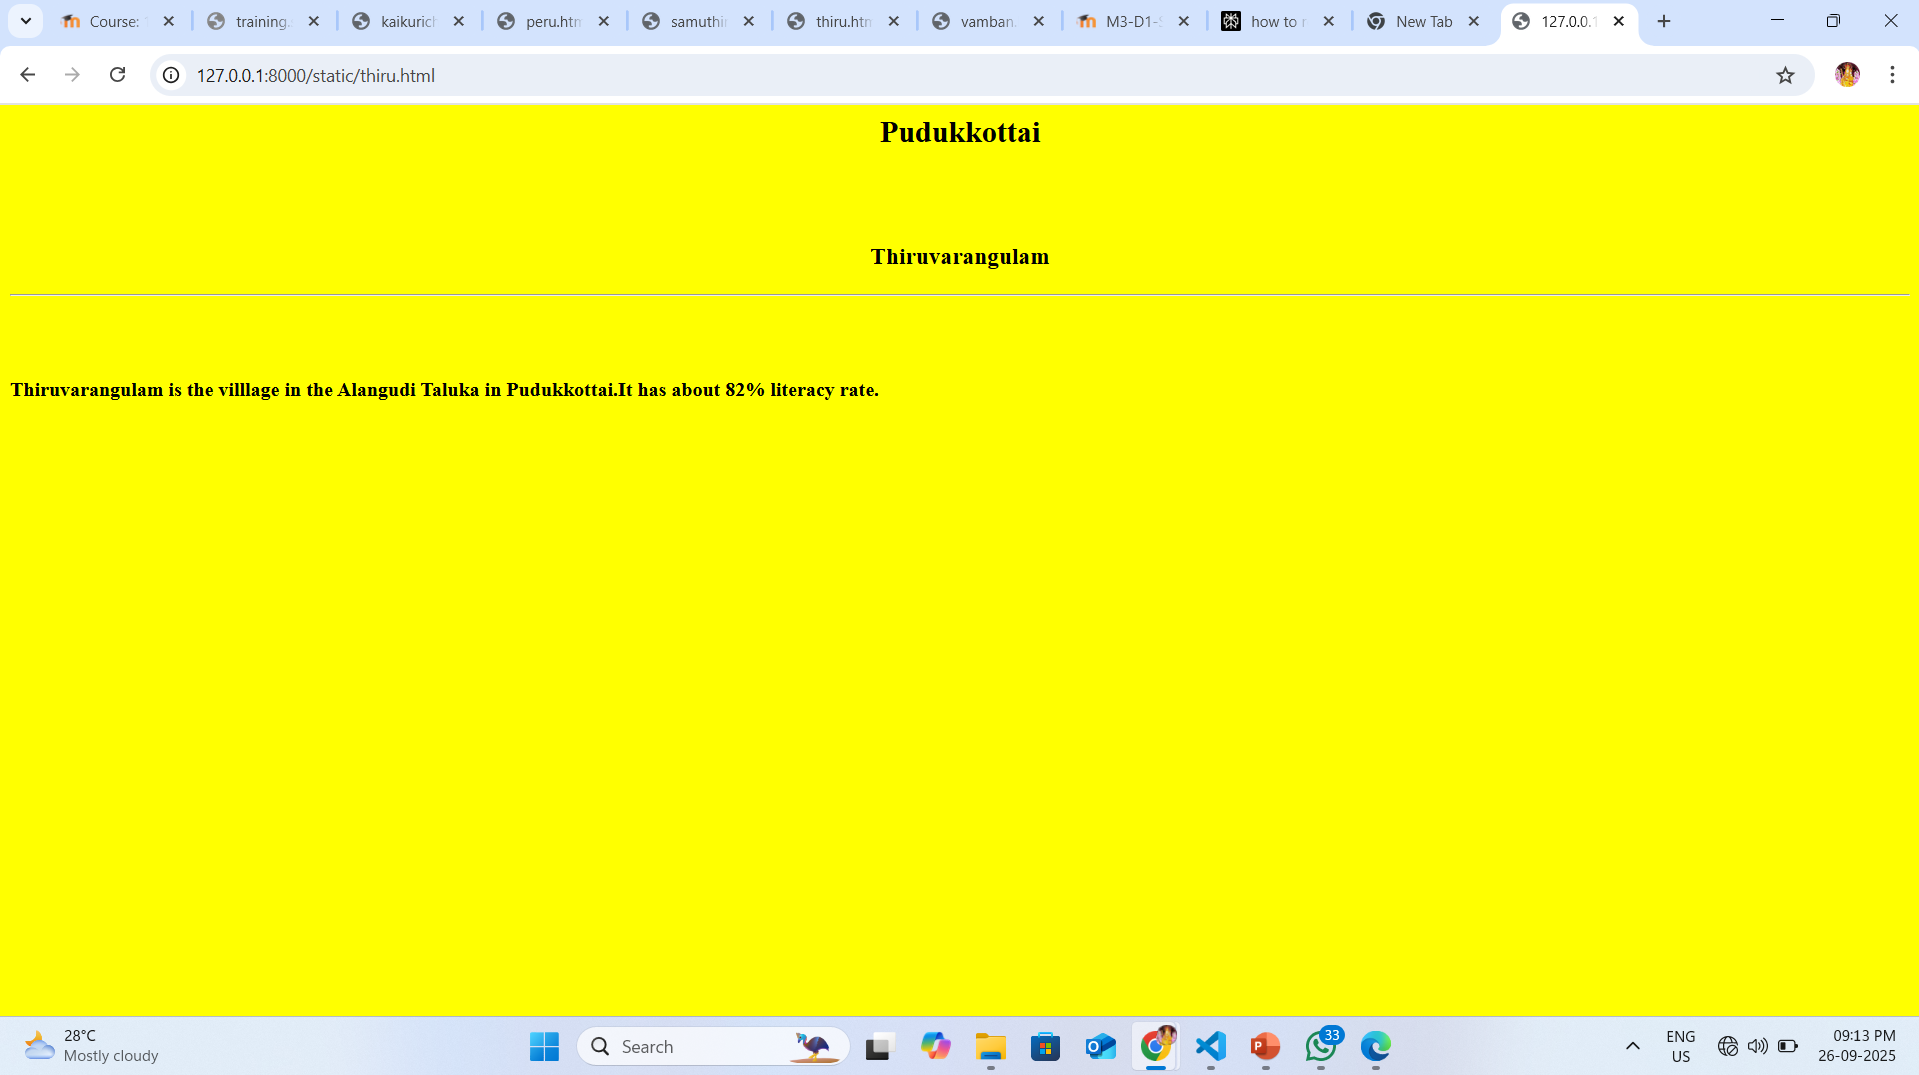 Course: 
training.
kaikurich
peru.htm
samuthir
thiru.htm
vamban.
M3-D1-S
how to r
New Tab
127.0.0.1
127.0.0.1:8000/static/thiru.html
Pudukkottai
Thiruvarangulam
Thiruvarangulam is the villlage in the Alangudi Taluka in Pudukkottai.It has about 82% literacy rate.
28°C
Mostly cloudy
Search
33
ENG
US
09:13 PM
26-09-2025